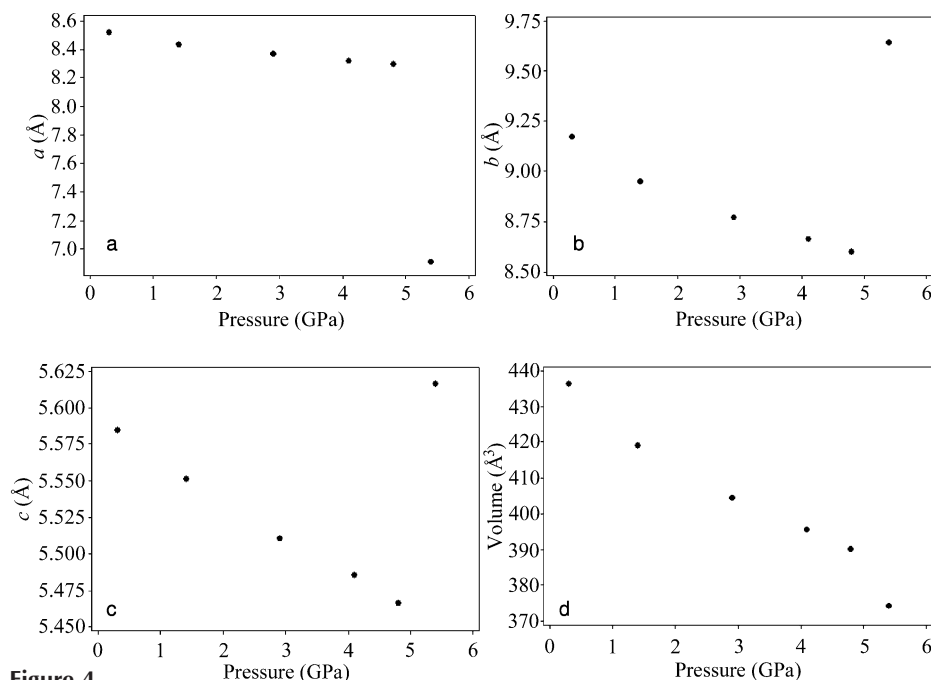 8.6
8.4
8.2
8.0
7.8
7.6
7.4
7.2
7.0
a (Å)
a
0 1 2 3 4 5 6
Pressure (GPa)
9.75
9.50
9.25
9.00
8.75
8.50
b (Å)
b
0 1 2 3 4 5 6
Pressure (GPa)
5.625
5.600
5.575
5.550
5.525
5.500
5.475
5.450
c (Å)
c
0 1 2 3 4 5 6
Pressure (GPa)
440
430
420
410
400
390
380
370
Volume (Å³)
d
0 1 2 3 4 5 6
Pressure (GPa)
Figure 4